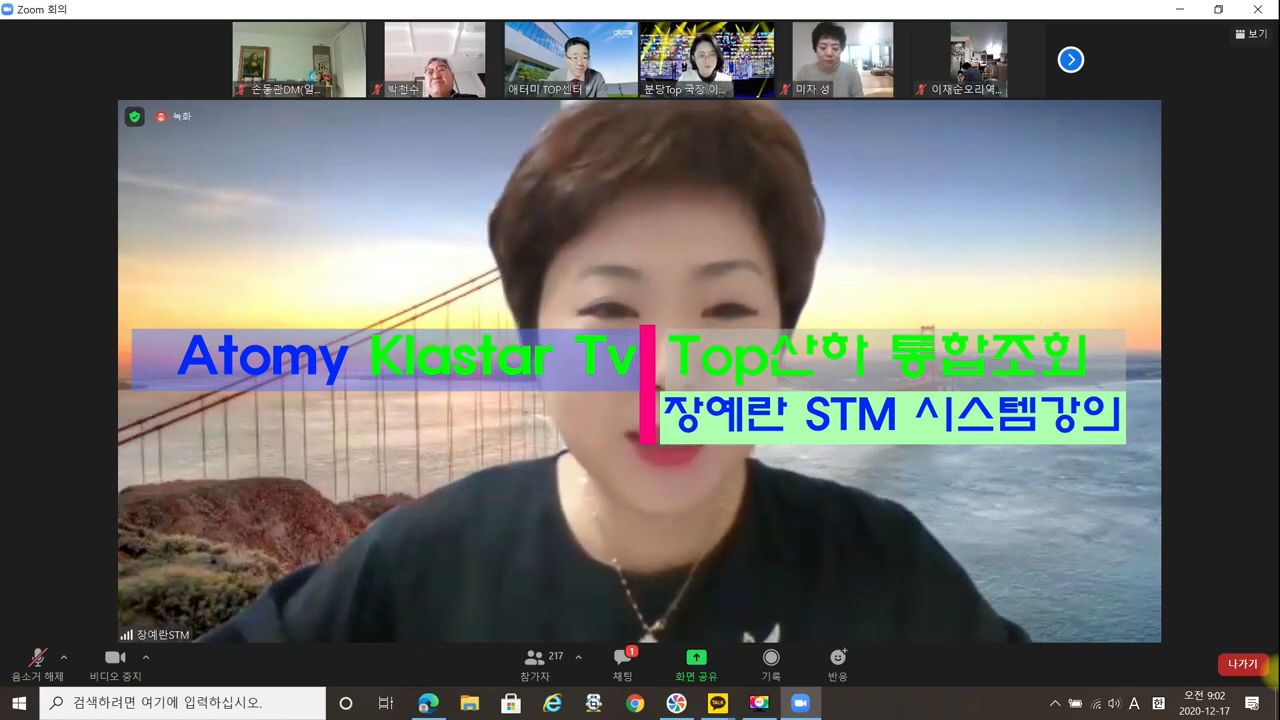 Zoom 회의
보기
손동관DM(일...
박천수
애터미 TOP센터
atomy
분당Top 국장 이...
미자 성
이재순오리역...
녹화
Atomy Klastar Tv
Top산하 통합조회
장예란 STM 시스템강의
장예란STM
음소거 해제
비디오 중지
217
참가자
1
채팅
화면 공유
기록
반응
나가기
검색하려면 여기에 입력하십시오.
TALK
A
한
오전 9:02
2020-12-17